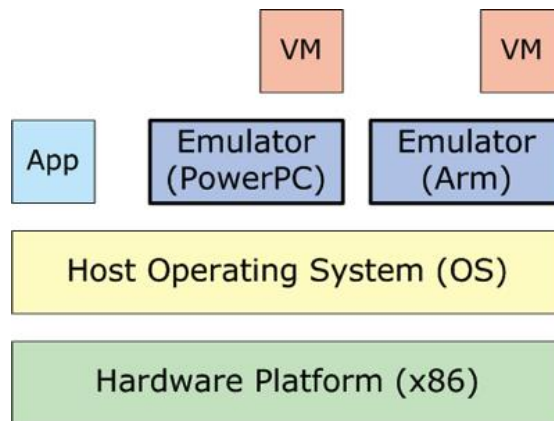 VM
VM
App
Emulator
(PowerPC)
Emulator
(Arm)
Host Operating System (OS)
Hardware Platform (x86)